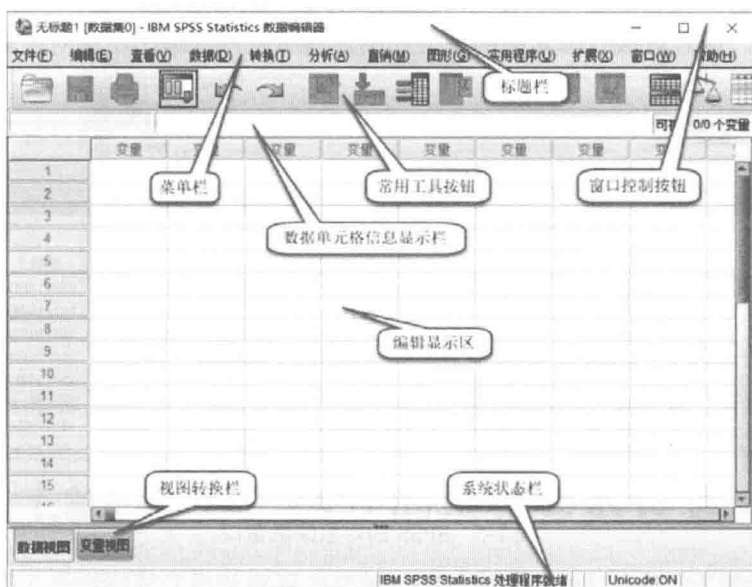 无标题1 [数据集0] - IBM SPSS Statistics 数据编辑器
文件(F) 编辑(E) 查看(V) 数据(D) 转换(T) 分析(A) 直销(M) 图形(G) 实用程序(U) 扩展(X) 窗口(W) 帮助(H)
标题栏
0/0 个变量
变量 变量 变量 变量 变量 变量 变量
菜单栏
常用工具按钮
窗口控制按钮
数据单元格信息显示栏
编辑显示区
1
2
3
4
5
6
7
8
9
10
11
12
13
14
15
视图转换栏
系统状态栏
数据视图 变量视图
IBM SPSS Statistics 处理程序就绪
Unicode:ON